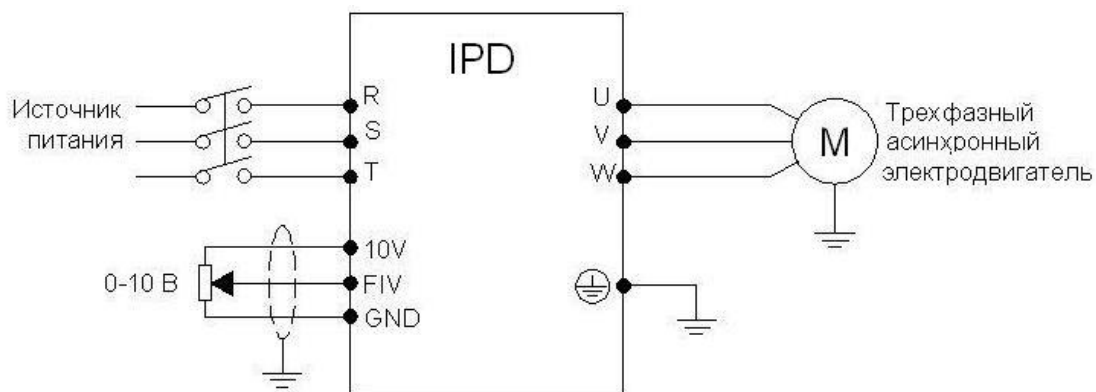 IPD
Источник
питания
R
S
T
U
V
W
M
Трехфазный
асинхронный
электродвигатель
0-10 В
10V
FIV
GND